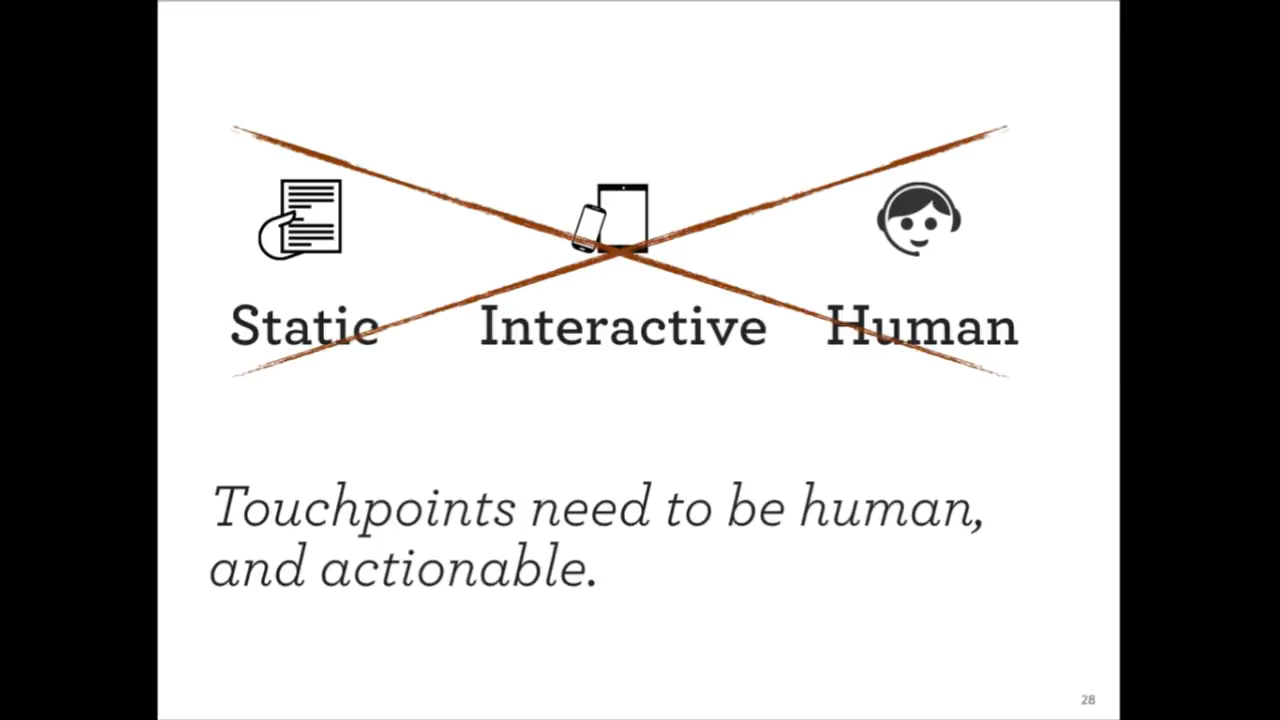 Static Interactive Human
Touchpoints need to be human,
and actionable.
28